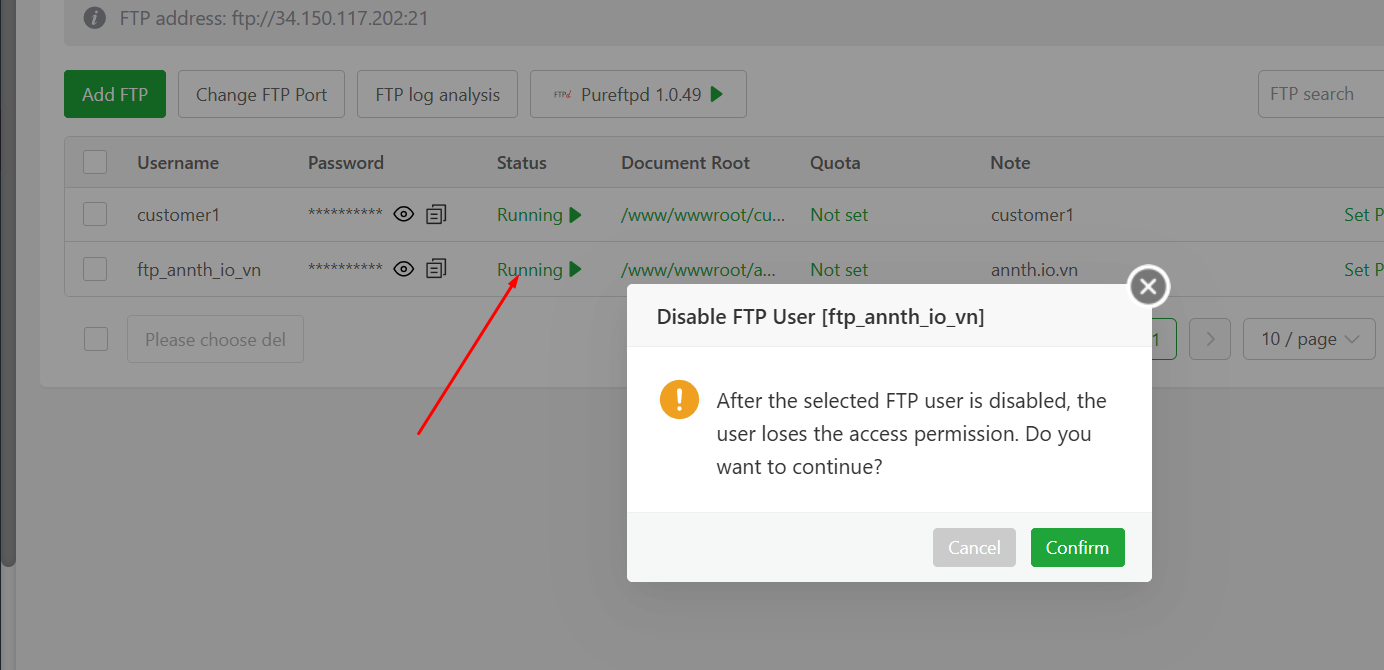 FTP address: ftp://34.150.117.202:21
Add FTP
Change FTP Port
FTP log analysis
FTP Pureftpd 1.0.49
FTP search
Username Password Status Document Root Quota Note
customer1 ********** Running /www/wwwroot/cu... Not set customer1 Set P
ftp_annth_io_vn ********** Running /www/wwwroot/a... Not set annth.io.vn Set P
Please choose del
1
10 / page
Disable FTP User [ftp_annth_io_vn]
After the selected FTP user is disabled, the
user loses the access permission. Do you
want to continue?
Cancel
Confirm